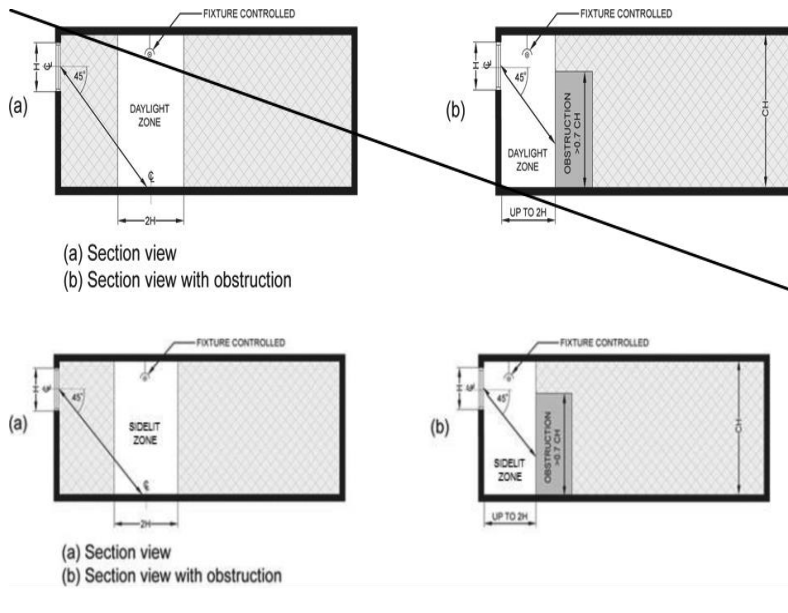 FIXTURE CONTROLLED
H
℄
45°
(a)
DAYLIGHT
ZONE
℄
2H
FIXTURE CONTROLLED
H
℄
45°
(b)
OBSTRUCTION
>0.7 CH
CH
DAYLIGHT
ZONE
UP TO 2H
(a) Section view
(b) Section view with obstruction
FIXTURE CONTROLLED
H
℄
45°
(a)
SIDELIT
ZONE
℄
2H
FIXTURE CONTROLLED
H
℄
45°
(b)
OBSTRUCTION
>0.7 CH
CH
SIDELIT
ZONE
UP TO 2H
(a) Section view
(b) Section view with obstruction